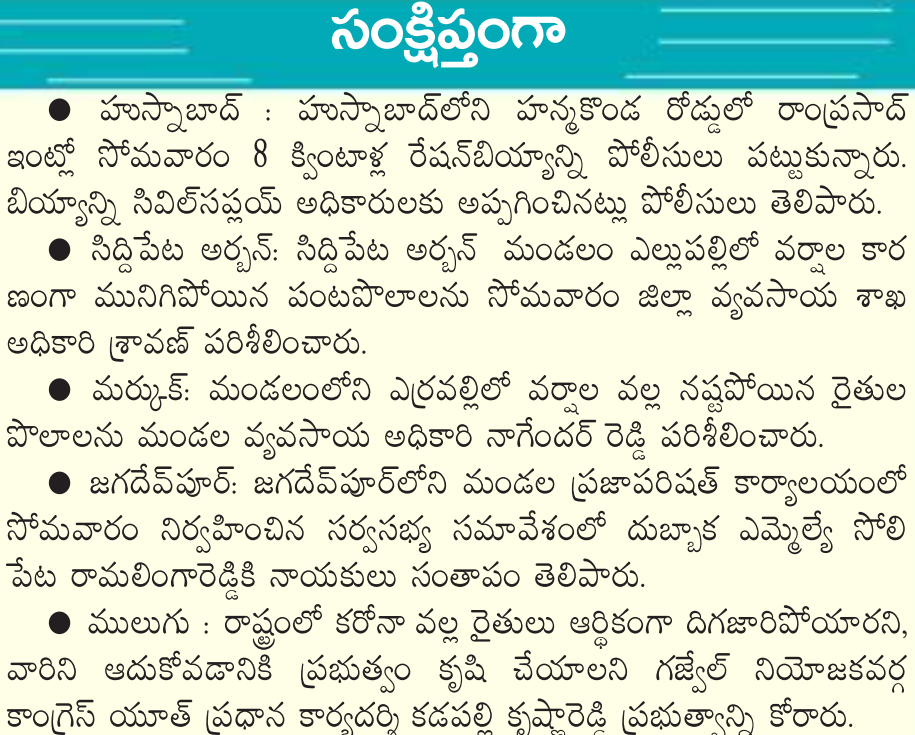 సంక్షిప్తంగా
● హుస్నాబాద్ : హుస్నాబాద్‌లోని హన్మకొండ రోడ్డులో రాంప్రసాద్
ఇంట్లో సోమవారం 8 క్వింటాళ్ల రేషన్‌బియ్యాన్ని పోలీసులు పట్టుకున్నారు.
బియ్యాన్ని సివిల్‌సప్లయ్ అధికారులకు అప్పగించినట్లు పోలీసులు తెలిపారు.
● సిద్దిపేట అర్బన్: సిద్దిపేట అర్బన్ మండలం ఎల్లుపల్లిలో వర్షాల కార
ణంగా మునిగిపోయిన పంటపొలాలను సోమవారం జిల్లా వ్యవసాయ శాఖ
అధికారి శ్రావణ్ పరిశీలించారు.
● మర్కుక్: మండలంలోని ఎర్రవల్లిలో వర్షాల వల్ల నష్టపోయిన రైతుల
పొలాలను మండల వ్యవసాయ అధికారి నాగేందర్ రెడ్డి పరిశీలించారు.
● జగదేవ్‌పూర్: జగదేవ్‌పూర్‌లోని మండల ప్రజాపరిషత్ కార్యాలయంలో
సోమవారం నిర్వహించిన సర్వసభ్య సమావేశంలో దుబ్బాక ఎమ్మెల్యే సోలి
పేట రామలింగారెడ్డికి నాయకులు సంతాపం తెలిపారు.
● ములుగు : రాష్ట్రంలో కరోనా వల్ల రైతులు ఆర్థికంగా దిగజారిపోయారని,
వారిని ఆదుకోవడానికి ప్రభుత్వం కృషి చేయాలని గజ్వేల్ నియోజకవర్గ
కాంగ్రెస్ యూత్ ప్రధాన కార్యదర్శి కడపల్లి కృష్ణారెడ్డి ప్రభుత్వాన్ని కోరారు.